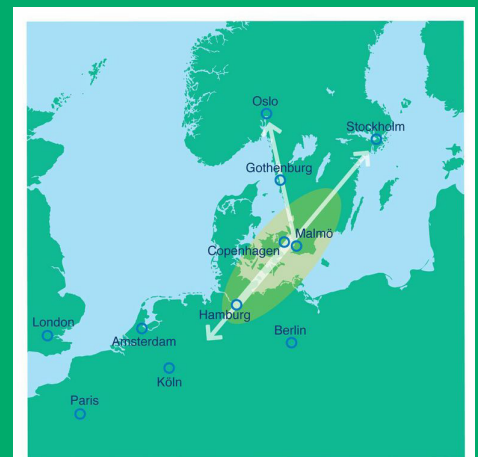 Oslo
Stockholm
Gothenburg
Malmö
Copenhagen
Hamburg
London
Amsterdam
Berlin
Köln
Paris